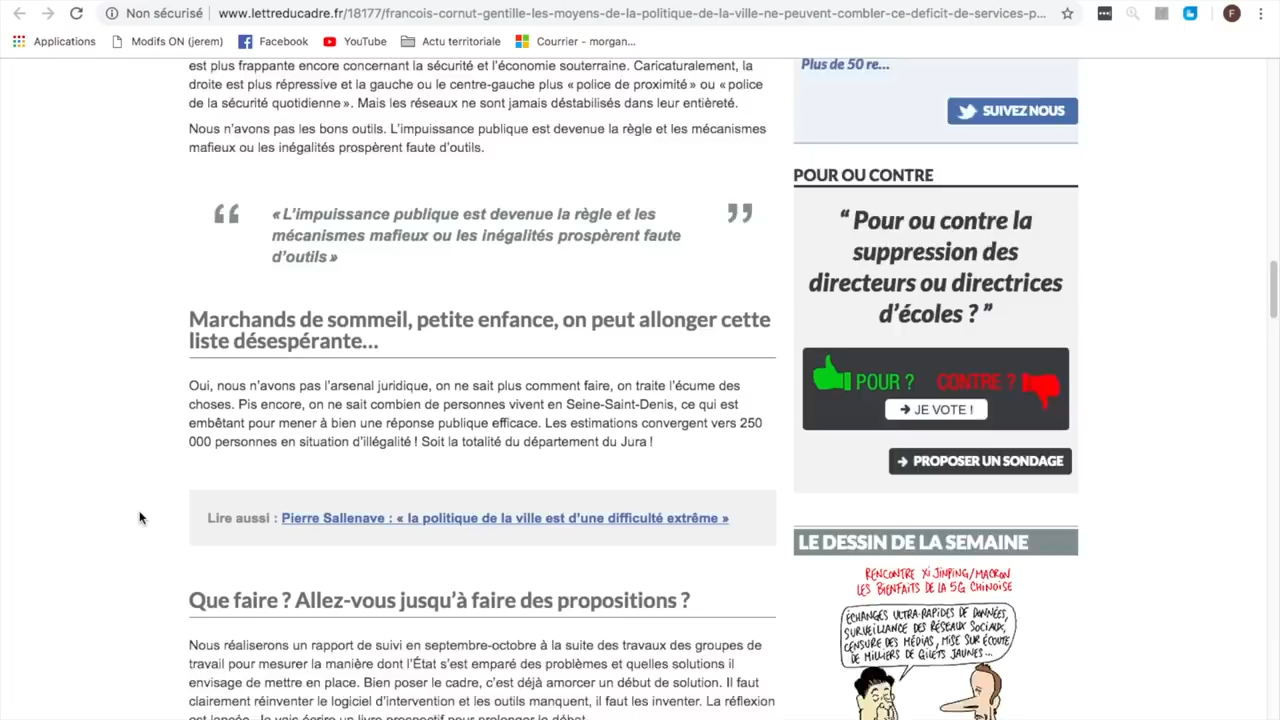 Non sécurisé
www.lettreducadre.fr/18177/francois-cornut-gentille-les-moyens-de-la-politique-de-la-ville-ne-peuvent-combler-ce-deficit-de-services-p...
F
Applications
Modifs ON (jerem)
Facebook
YouTube
Actu territoriale
Courrier - morgan...
est plus frappante encore concernant la sécurité et l'économie souterraine. Caricaturalement, la
droite est plus répressive et la gauche ou le centre-gauche plus « police de proximité » ou « police
de la sécurité quotidienne ». Mais les réseaux ne sont jamais déstabilisés dans leur entièreté.
Nous n'avons pas les bons outils. L'impuissance publique est devenue la règle et les mécanismes
mafieux ou les inégalités prospèrent faute d'outils.
« L'impuissance publique est devenue la règle et les
mécanismes mafieux ou les inégalités prospèrent faute
d'outils »
Marchands de sommeil, petite enfance, on peut allonger cette
liste désespérante…
Oui, nous n'avons pas l'arsenal juridique, on ne sait plus comment faire, on traite l'écume des
choses. Pis encore, on ne sait combien de personnes vivent en Seine-Saint-Denis, ce qui est
embêtant pour mener à bien une réponse publique efficace. Les estimations convergent vers 250
000 personnes en situation d'illégalité ! Soit la totalité du département du Jura !
Lire aussi : Pierre Sallenave : « la politique de la ville est d'une difficulté extrême »
Que faire ? Allez-vous jusqu'à faire des propositions ?
Nous réaliserons un rapport de suivi en septembre-octobre à la suite des travaux des groupes de
travail pour mesurer la manière dont l'État s'est emparé des problèmes et quelles solutions il
envisage de mettre en place. Bien poser le cadre, c'est déjà amorcer un début de solution. Il faut
clairement réinventer le logiciel d'intervention et les outils manquent, il faut les inventer. La réflexion
est lancée. Je vais écrire un livre prospectif pour prolonger le débat.
Plus de 50 re...
SUIVEZ NOUS
POUR OU CONTRE
“ Pour ou contre la
suppression des
directeurs ou directrices
d'écoles ? ”
POUR ? CONTRE ?
JE VOTE !
PROPOSER UN SONDAGE
LE DESSIN DE LA SEMAINE
RENCONTRE XI JINPING/MACRON
LES BIENFAITS DE LA 5G CHINOISE
ÉCHANGES ULTRA-RAPIDES DE DONNÉES,
SURVEILLANCE DES RÉSEAUX SOCIAUX,
CENSURE DES MÉDIAS, MISE SUR ÉCOUTE
DE MILLIERS DE GILETS JAUNES...